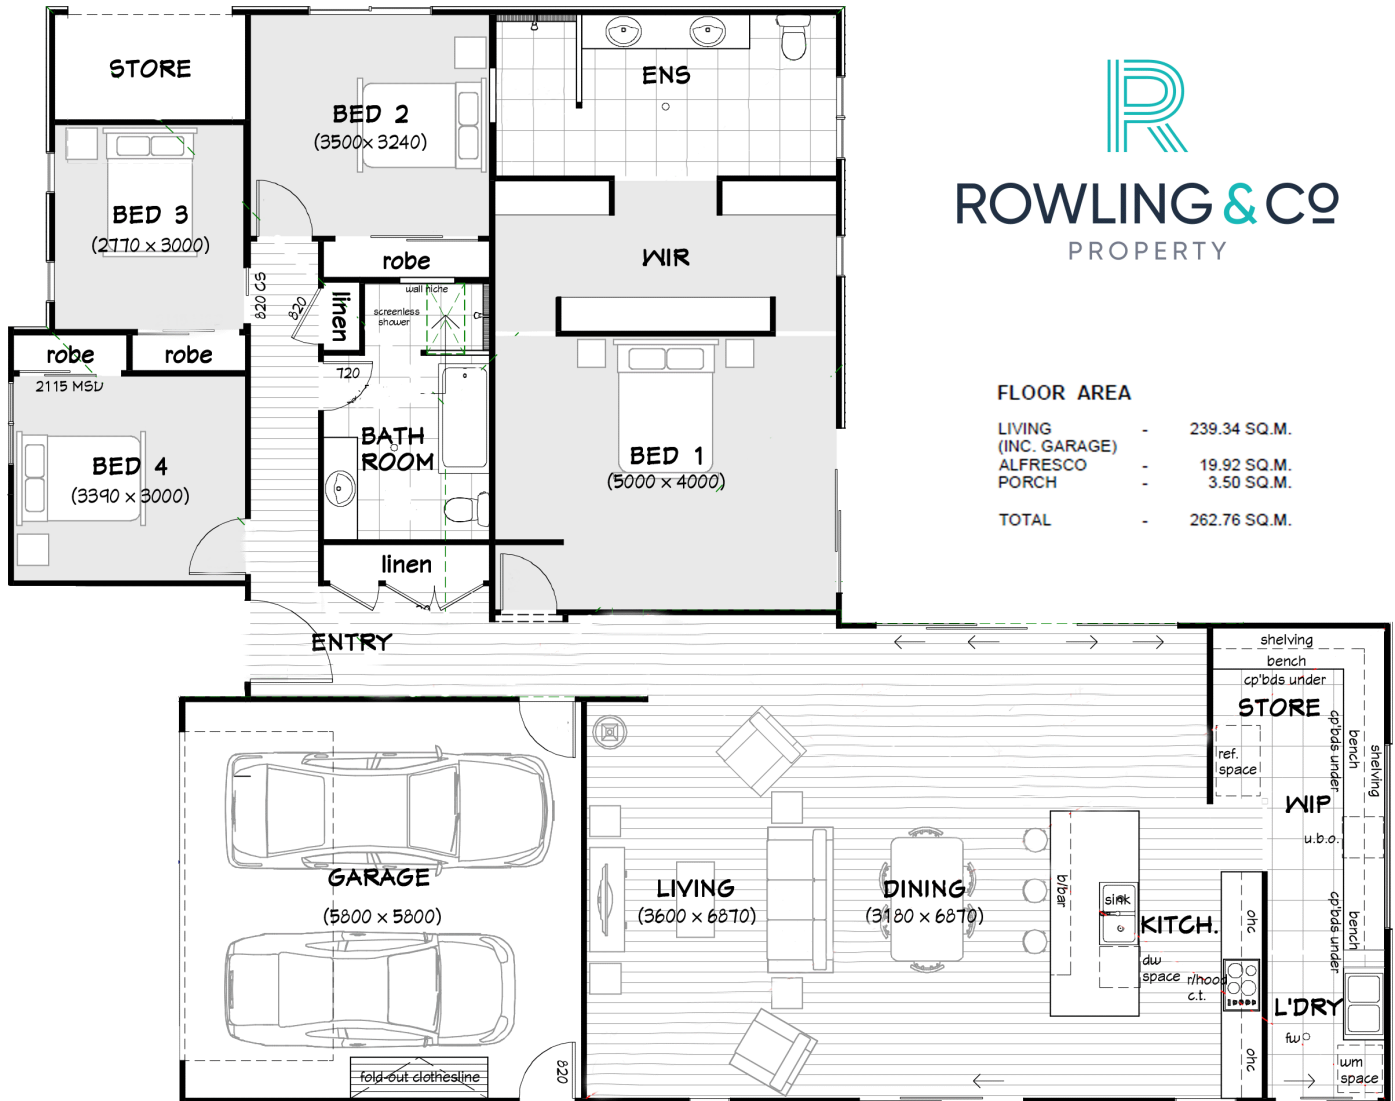 STORE
BED 2
(3500 x 3240)
ENS
ROWLING & CO
PROPERTY
BED 3
(2770 x 3000)
robe
WIR
820 CS
820
linen
wall niche
screenless
shower
robe
robe
2115 MSD
720
BATH
ROOM
BED 4
(3390 x 3000)
BED 1
(5000 x 4000)
FLOOR AREA
LIVING - 239.34 SQ.M.
(INC. GARAGE)
ALFRESCO - 19.92 SQ.M.
PORCH - 3.50 SQ.M.
TOTAL - 262.76 SQ.M.
linen
ENTRY
shelving
bench
cp'bds under
STORE
cp'bds under
bench
shelving
ref.
space
WIP
u.b.o.
GARAGE
(5800 x 5800)
LIVING
(3600 x 6870)
DINING
(3180 x 6870)
b/bar
sink
KITCH.
ohc
cp'bds under
bench
dw
space
r/hood
c.t.
L'DRY
fw
ohc
wm
space
fold-out clothesline
820